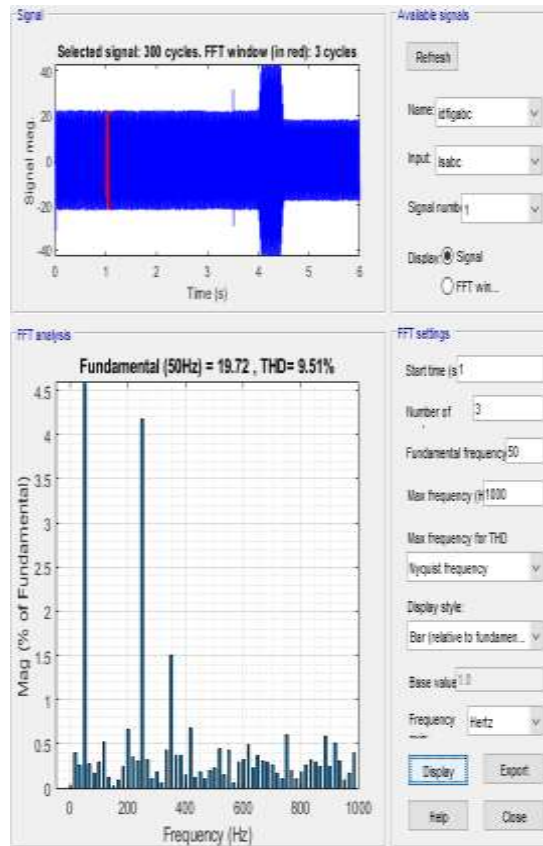 Signal
Selected signal: 300 cycles. FFT window (in red): 3 cycles
40
20
0
-20
-40
Signal mag.
0 1 2 3 4 5 6
Time (s)
Available signals
Refresh
Name: idfigabc
Input: Isabc
Signal numbe 1
Display: Signal
FFT win...
FFT analysis
Fundamental (50Hz) = 19.72 , THD= 9.51%
4.5
4
3.5
3
2.5
2
1.5
1
0.5
0
Mag (% of Fundamental)
0 200 400 600 800 1000
Frequency (Hz)
FFT settings
Start time (s 1
Number of 3
Fundamental frequency 50
Max frequency (H 1000
Max frequency for THD
Nyquist frequency
Display style:
Bar (relative to fundamen...
Base value 1.0
Frequency Hertz
Display Export
Help Close